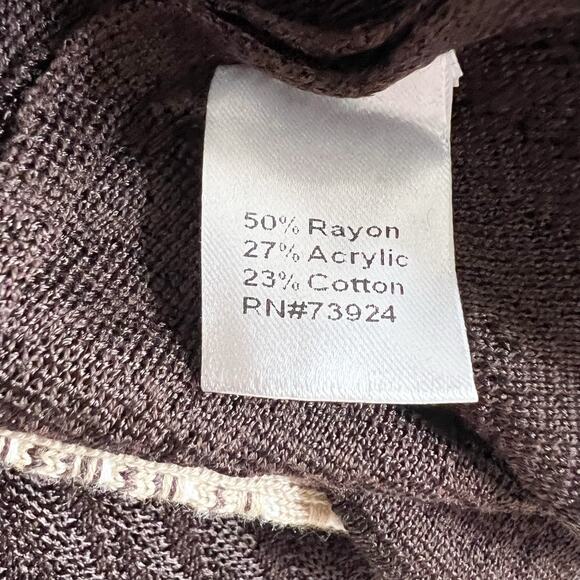 50% Rayon
27% Acrylic
23% Cotton
RN#73924